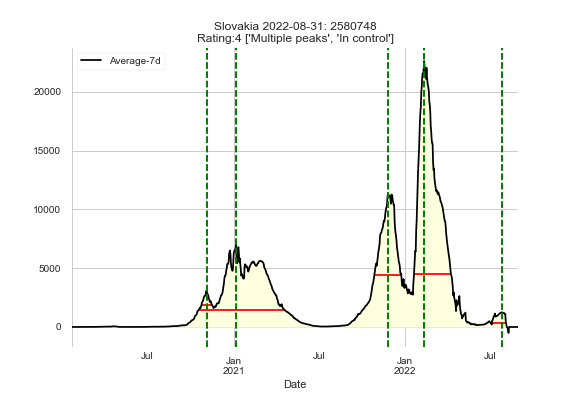 Slovakia 2022-08-31: 2580748
Rating:4 ['Multiple peaks', 'In control']
Average-7d
20000
15000
10000
5000
0
Jul
Jan
2021
Jul
Jan
2022
Jul
Date